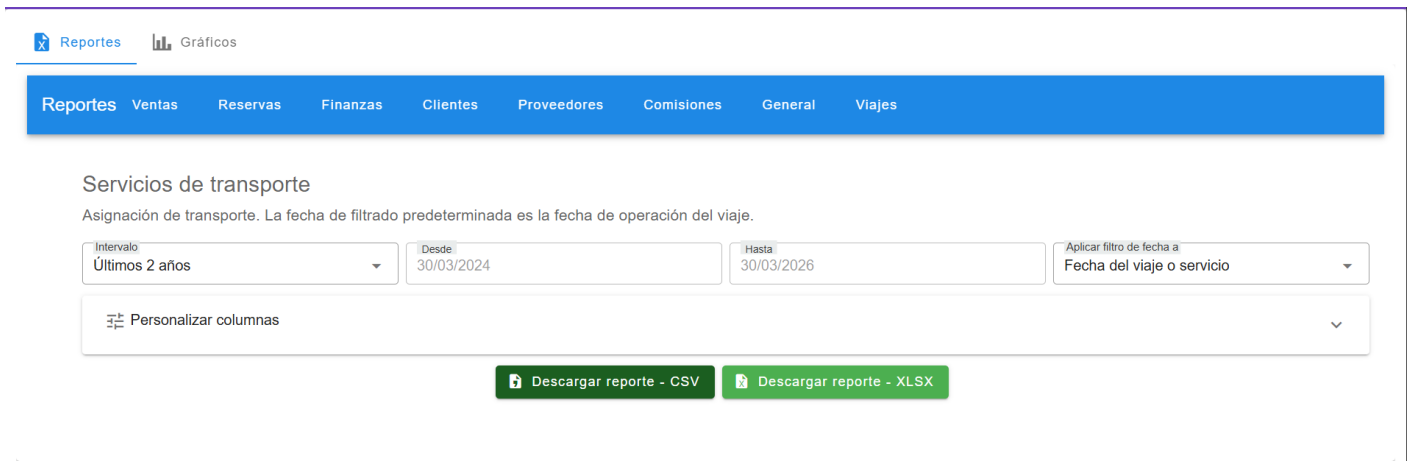 Reportes Gráficos
Reportes Ventas Reservas Finanzas Clientes Proveedores Comisiones General Viajes
Servicios de transporte
Asignación de transporte. La fecha de filtrado predeterminada es la fecha de operación del viaje.
Intervalo Desde Hasta Aplicar filtro de fecha a
Últimos 2 años 30/03/2024 30/03/2026 Fecha del viaje o servicio
Personalizar columnas
Descargar reporte - CSV Descargar reporte - XLSX